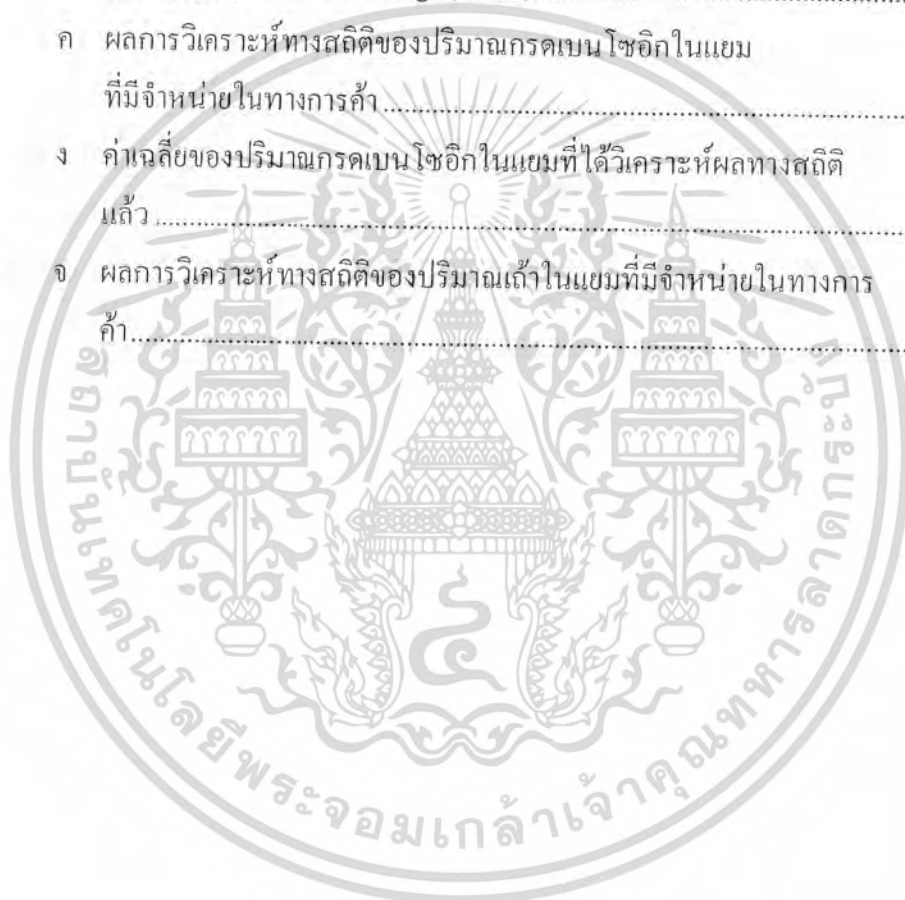 ค ผลการวิเคราะห์ทางสถิติของปริมาณกรดเบนโซอิกในแยม
ที่มีจำหน่ายในทางการค้า
ง ค่าเฉลี่ยของปริมาณกรดเบนโซอิกในแยมที่ได้วิเคราะห์ผลทางสถิติ
แล้ว
จ ผลการวิเคราะห์ทางสถิติของปริมาณเถ้าในแยมที่มีจำหน่ายในทางการ
ค้า
๔
สถาบันเทคโนโลยีพระจอมเกล้าเจ้าคุณทหารลาดกระบัง